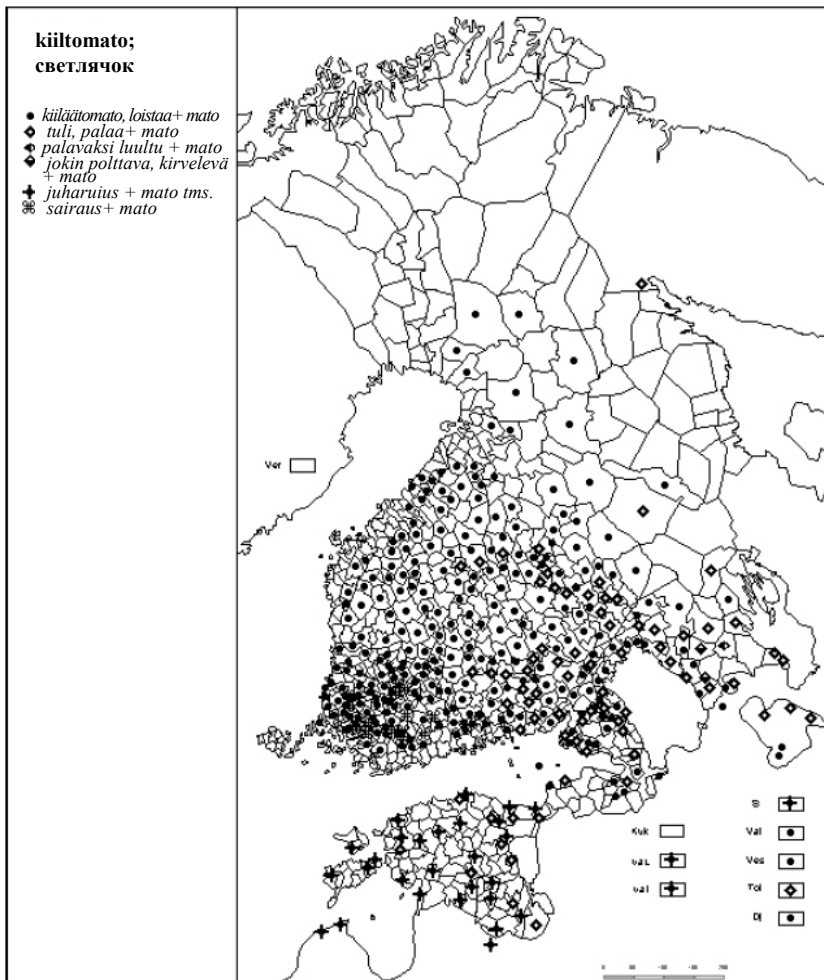 kiiltomato;
светлячок
kiiläätomato, loistaa+ mato
tuli, palaa+ mato
palavaksi luultu + mato
jokin polttava, kirvelevä
+ mato
juharuius + mato tms.
sairaus+ mato
Ver
Kuk
Val
Ves
Tol
Dj